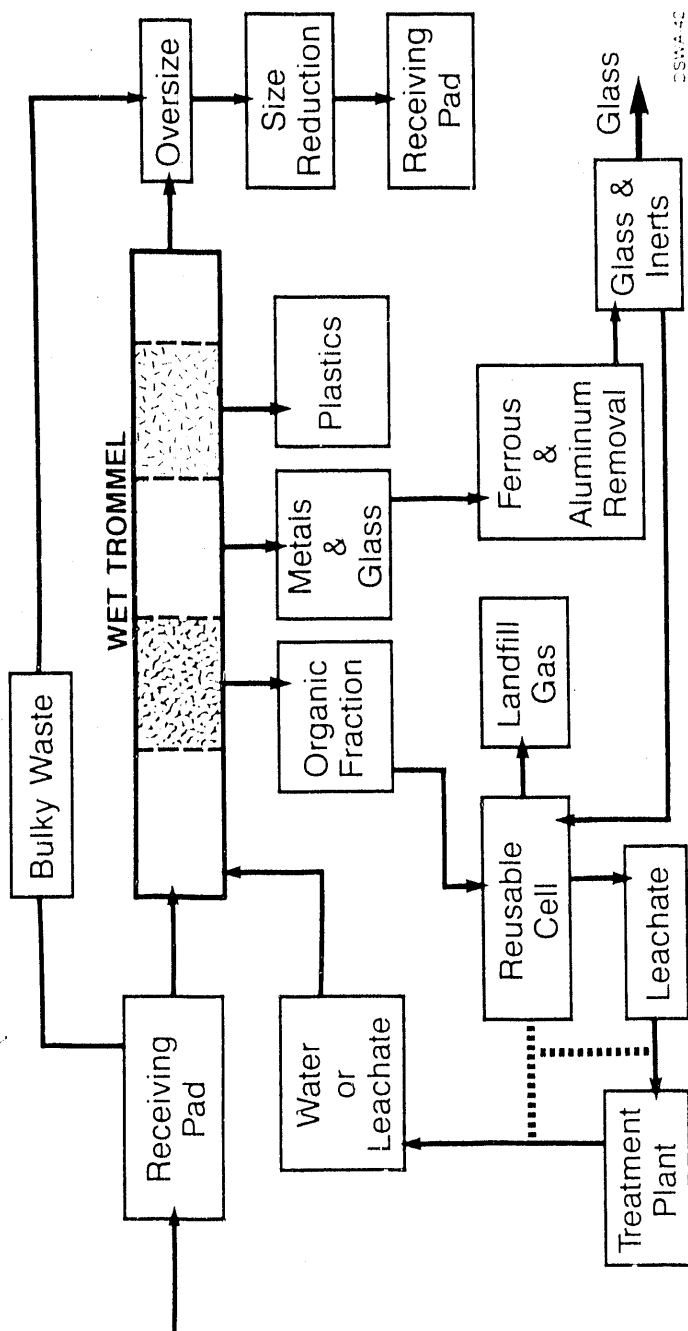 Bulky Waste
WET TROMMEL
Receiving
Pad
Oversize
Size
Reduction
Receiving
Pad
Water
or
Leachate
Organic
Fraction
Metals
&
Glass
Plastics
Reusable
Cell
Landfill
Gas
Ferrous
&
Aluminum
Removal
Glass &
Inerts
Glass
Treatment
Plant
Leachate